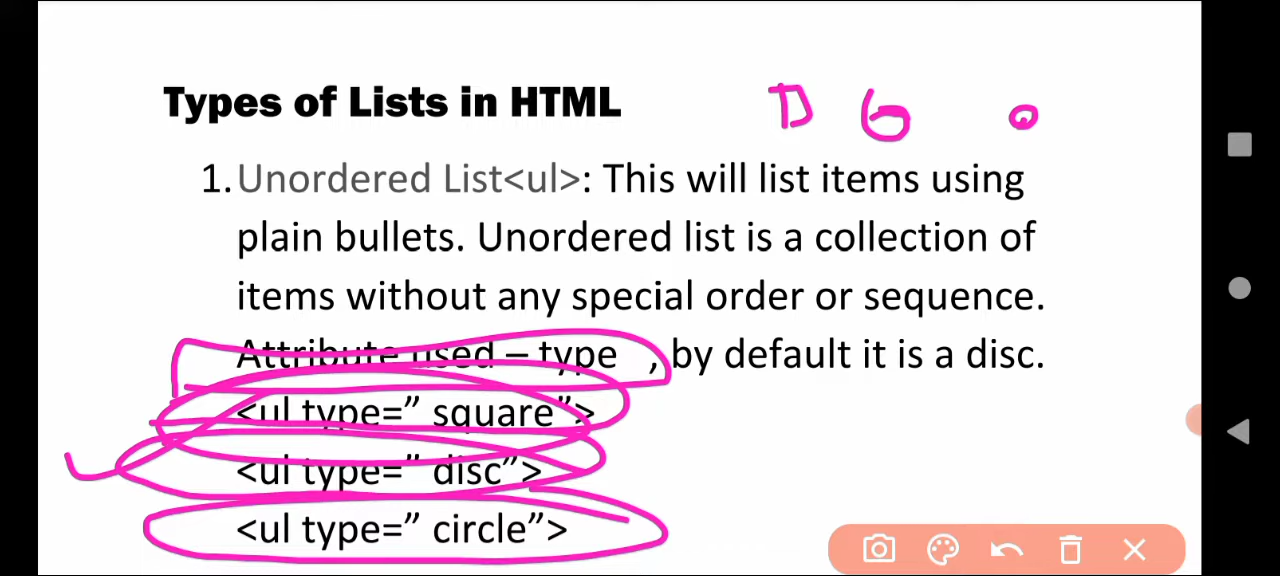 Types of Lists in HTML
1. Unordered List<ul>: This will list items using
plain bullets. Unordered list is a collection of
items without any special order or sequence.
Attribute used – type , by default it is a disc.
<ul type=” square”>
<ul type=” disc”>
<ul type=” circle”>